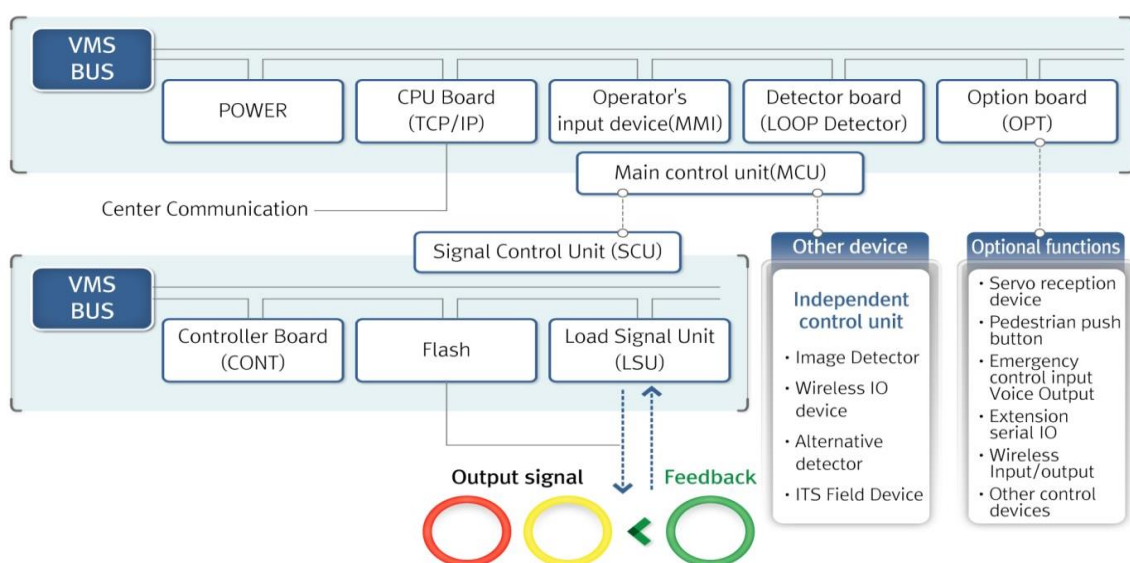 VMS
BUS
POWER
CPU Board
(TCP/IP)
Operator's
input device(MMI)
Detector board
(LOOP Detector)
Option board
(OPT)
Main control unit(MCU)
Center Communication
Signal Control Unit (SCU)
VMS
BUS
Controller Board
(CONT)
Flash
Load Signal Unit
(LSU)
Output signal
Feedback
Other device
Independent
control unit
• Image Detector
• Wireless IO
device
• Alternative
detector
• ITS Field Device
Optional functions
• Servo reception
device
• Pedestrian push
button
• Emergency
control input
Voice Output
• Extension
serial IO
• Wireless
Input/output
• Other control
devices